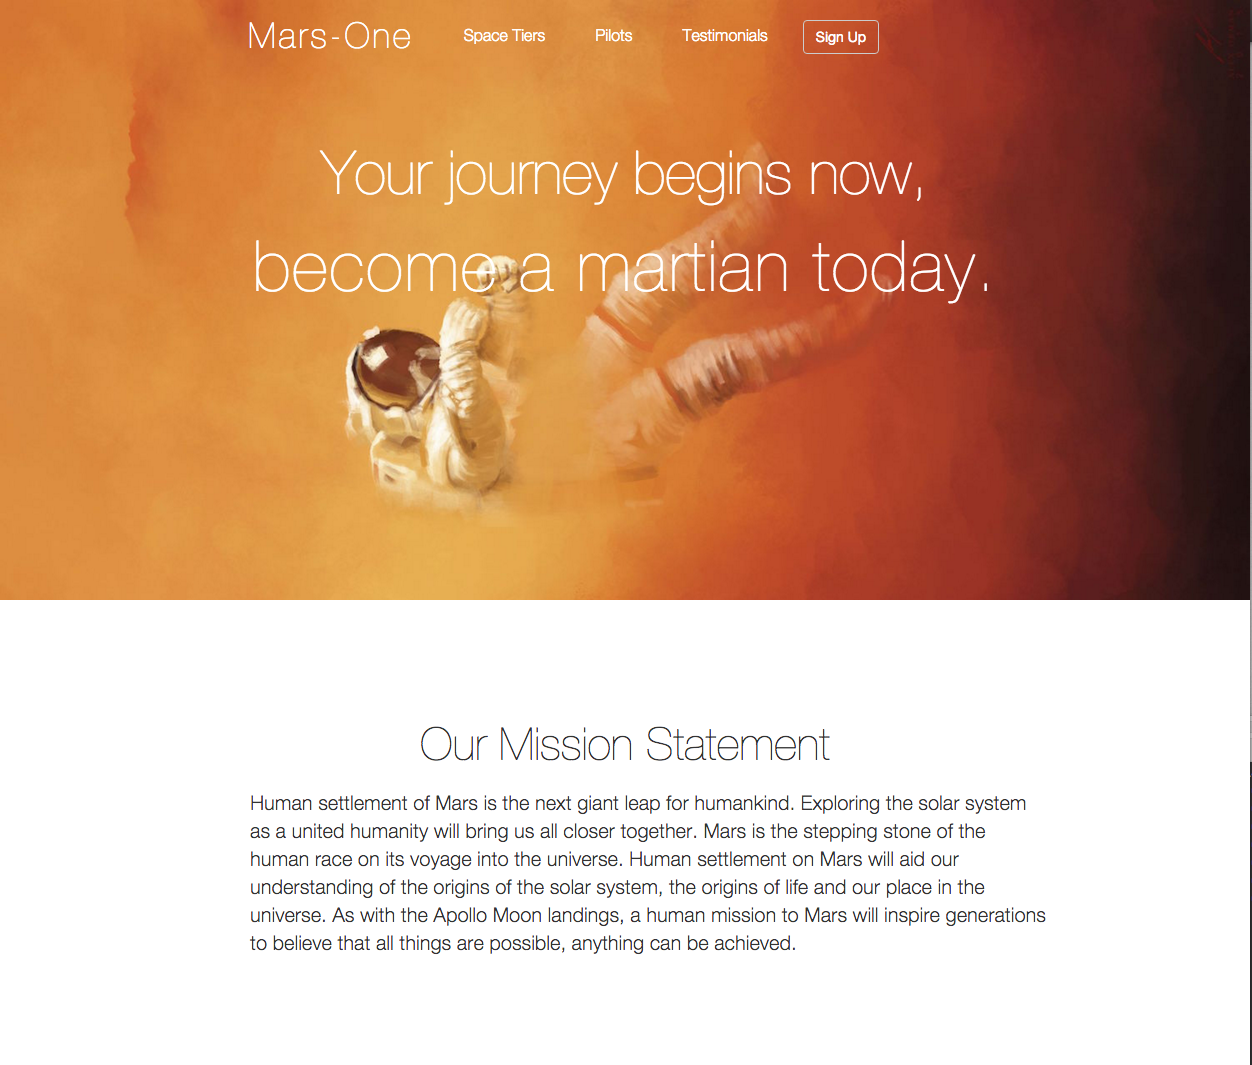 Mars-One
Space Tiers
Pilots
Testimonials
Sign Up
Your journey begins now,
become a martian today.
Our Mission Statement
Human settlement of Mars is the next giant leap for humankind. Exploring the solar system
as a united humanity will bring us all closer together. Mars is the stepping stone of the
human race on its voyage into the universe. Human settlement on Mars will aid our
understanding of the origins of the solar system, the origins of life and our place in the
universe. As with the Apollo Moon landings, a human mission to Mars will inspire generations
to believe that all things are possible, anything can be achieved.